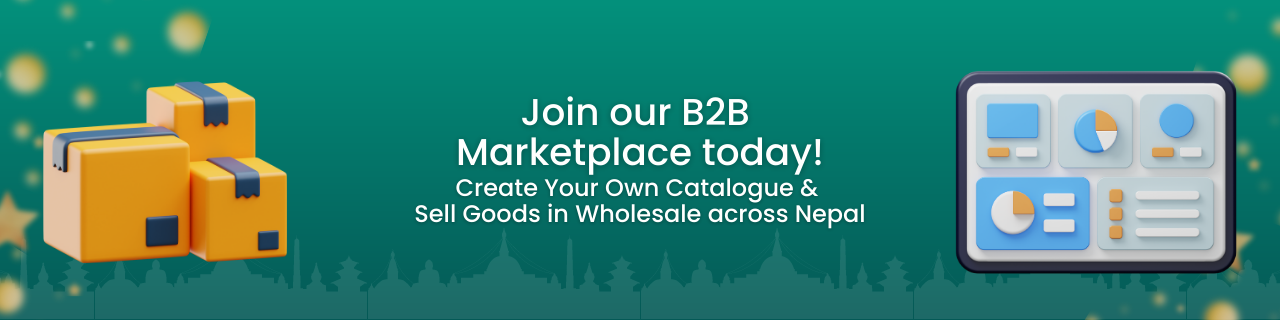 Join our B2B
Marketplace today!
Create Your Own Catalogue &
Sell Goods in Wholesale across Nepal